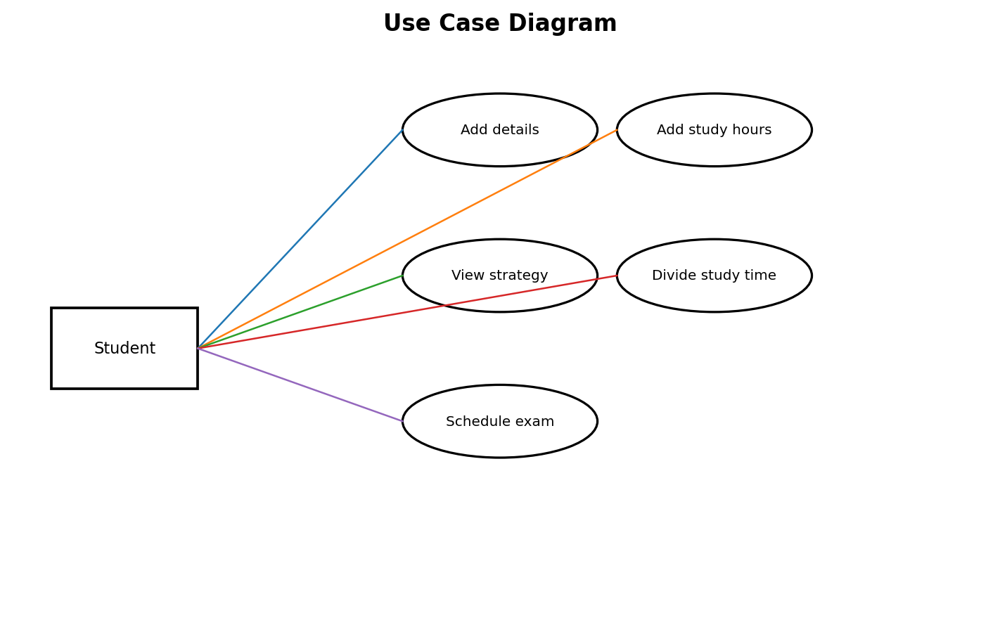 Use Case Diagram
Add details
Add study hours
View strategy
Divide study time
Student
Schedule exam